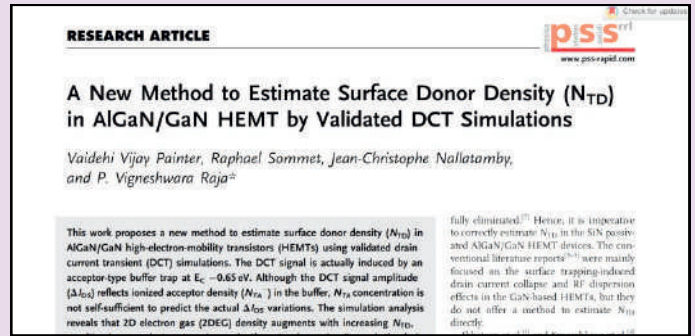 Check for updates
RESEARCH ARTICLE
pss
rrl
www.pss-rapid.com
A New Method to Estimate Surface Donor Density (NTD)
in AlGaN/GaN HEMT by Validated DCT Simulations
Vaidehi Vijay Painter, Raphael Sommet, Jean-Christophe Nallatamby,
and P. Vigneshwara Raja*
This work proposes a new method to estimate surface donor density (NTD) in
AlGaN/GaN high-electron-mobility transistors (HEMTs) using validated drain
current transient (DCT) simulations. The DCT signal is actually induced by an
acceptor-type buffer trap at EC −0.65 eV. Although the DCT signal amplitude
(ΔIDS) reflects ionized acceptor density (NTA−) in the buffer, NTA concentration is
not self-sufficient to predict the actual ΔIDS variations. The simulation analysis
reveals that 2D electron gas (2DEG) density augments with increasing NTD,
fully eliminated. Hence, it is imperative
to correctly estimate NTD in the SiN passiv-
ated AlGaN/GaN HEMT devices. The con-
ventional literature reports were mainly
focused on the surface trapping-induced
drain current collapse and RF dispersion
effects in the GaN-based HEMTs, but they
do not offer a method to estimate NTD
directly.